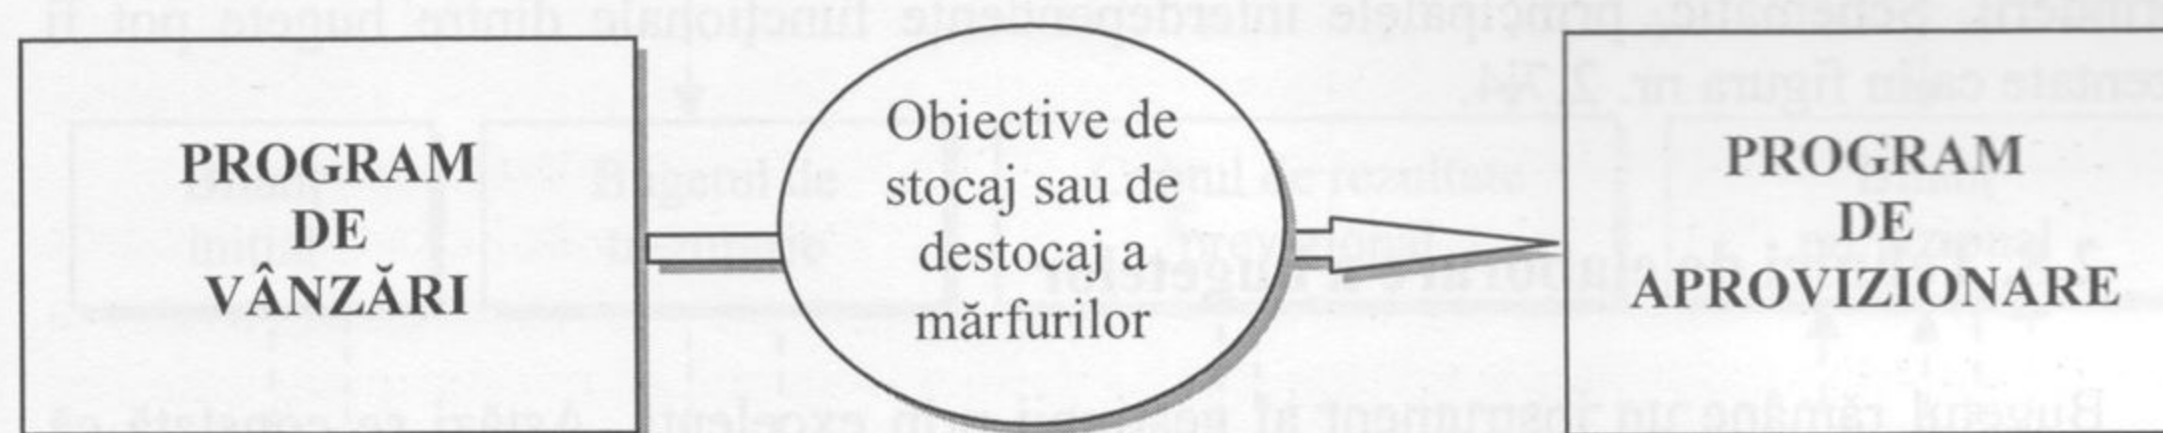 PROGRAM
DE
VÂNZĂRI
Obiective de
stocaj sau de
destocaj a
mărfurilor
PROGRAM
DE
APROVIZIONARE